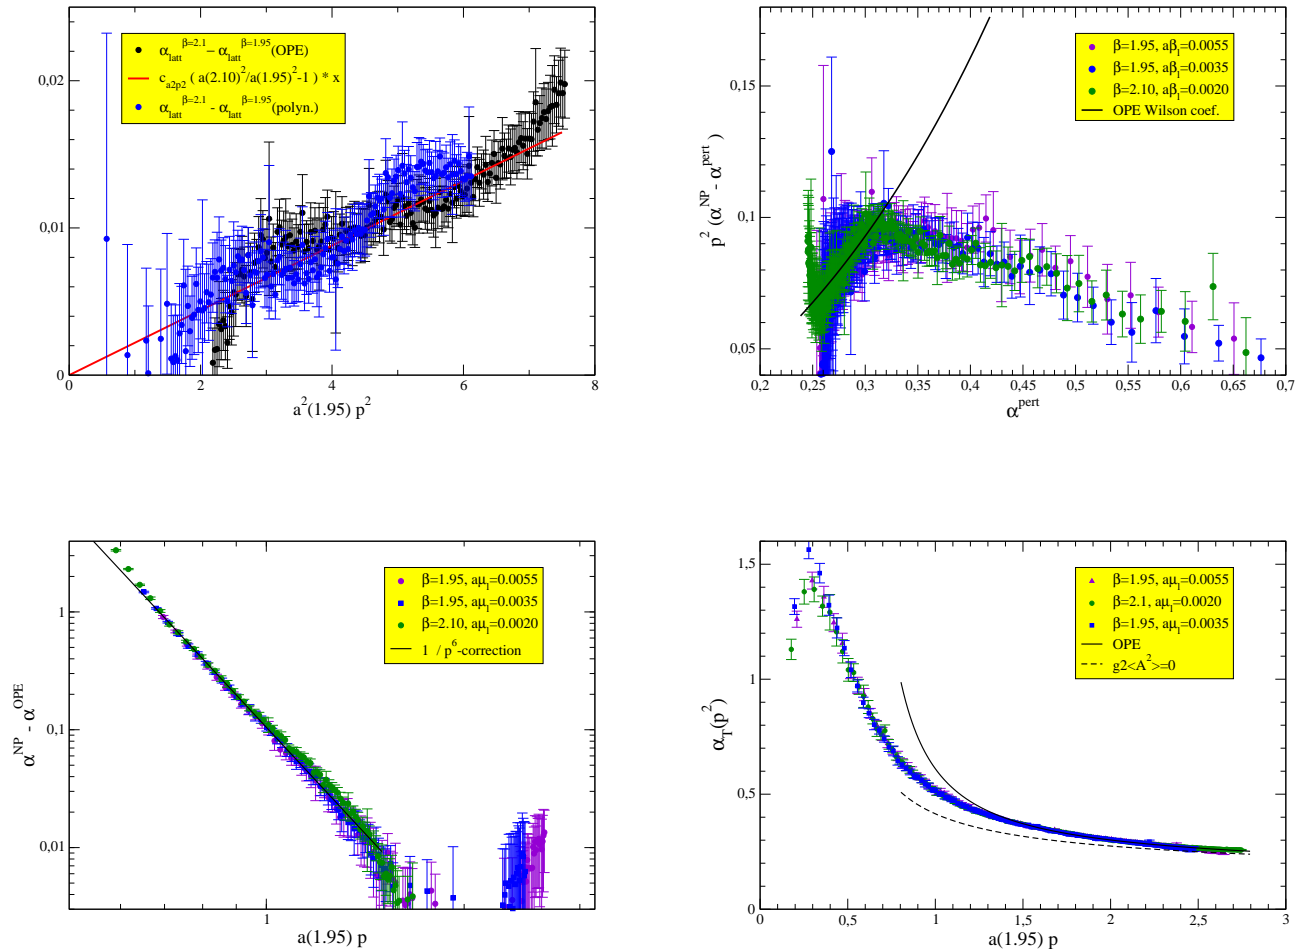 α_latt^β=2.1 – α_latt^β=1.95 (OPE)
c_a2p2 ( a(2.10)^2/a(1.95)^2-1 ) * x
α_latt^β=2.1 - α_latt^β=1.95 (polyn.)
0,02
0,01
0
0 2 4 6 8
a^2(1.95) p^2
β=1.95, aβ_l=0.0055
β=1.95, aβ_l=0.0035
β=2.10, aβ_l=0.0020
OPE Wilson coef.
p^2 (α^NP - α^pert)
0,15
0,1
0,05
0,2 0,25 0,3 0,35 0,4 0,45 0,5 0,55 0,6 0,65 0,7
α^pert
β=1.95, aμ_l=0.0055
β=1.95, aμ_l=0.0035
β=2.10, aμ_l=0.0020
1 / p^6-correction
α^NP - α^OPE
1
0,1
0,01
1
a(1.95) p
β=1.95, aμ_l=0.0055
β=2.1, aμ_l=0.0020
β=1.95, aμ_l=0.0035
OPE
g2<A^2>=0
α_T(p^2)
1,5
1
0,5
0
0 0,5 1 1,5 2 2,5 3
a(1.95) p